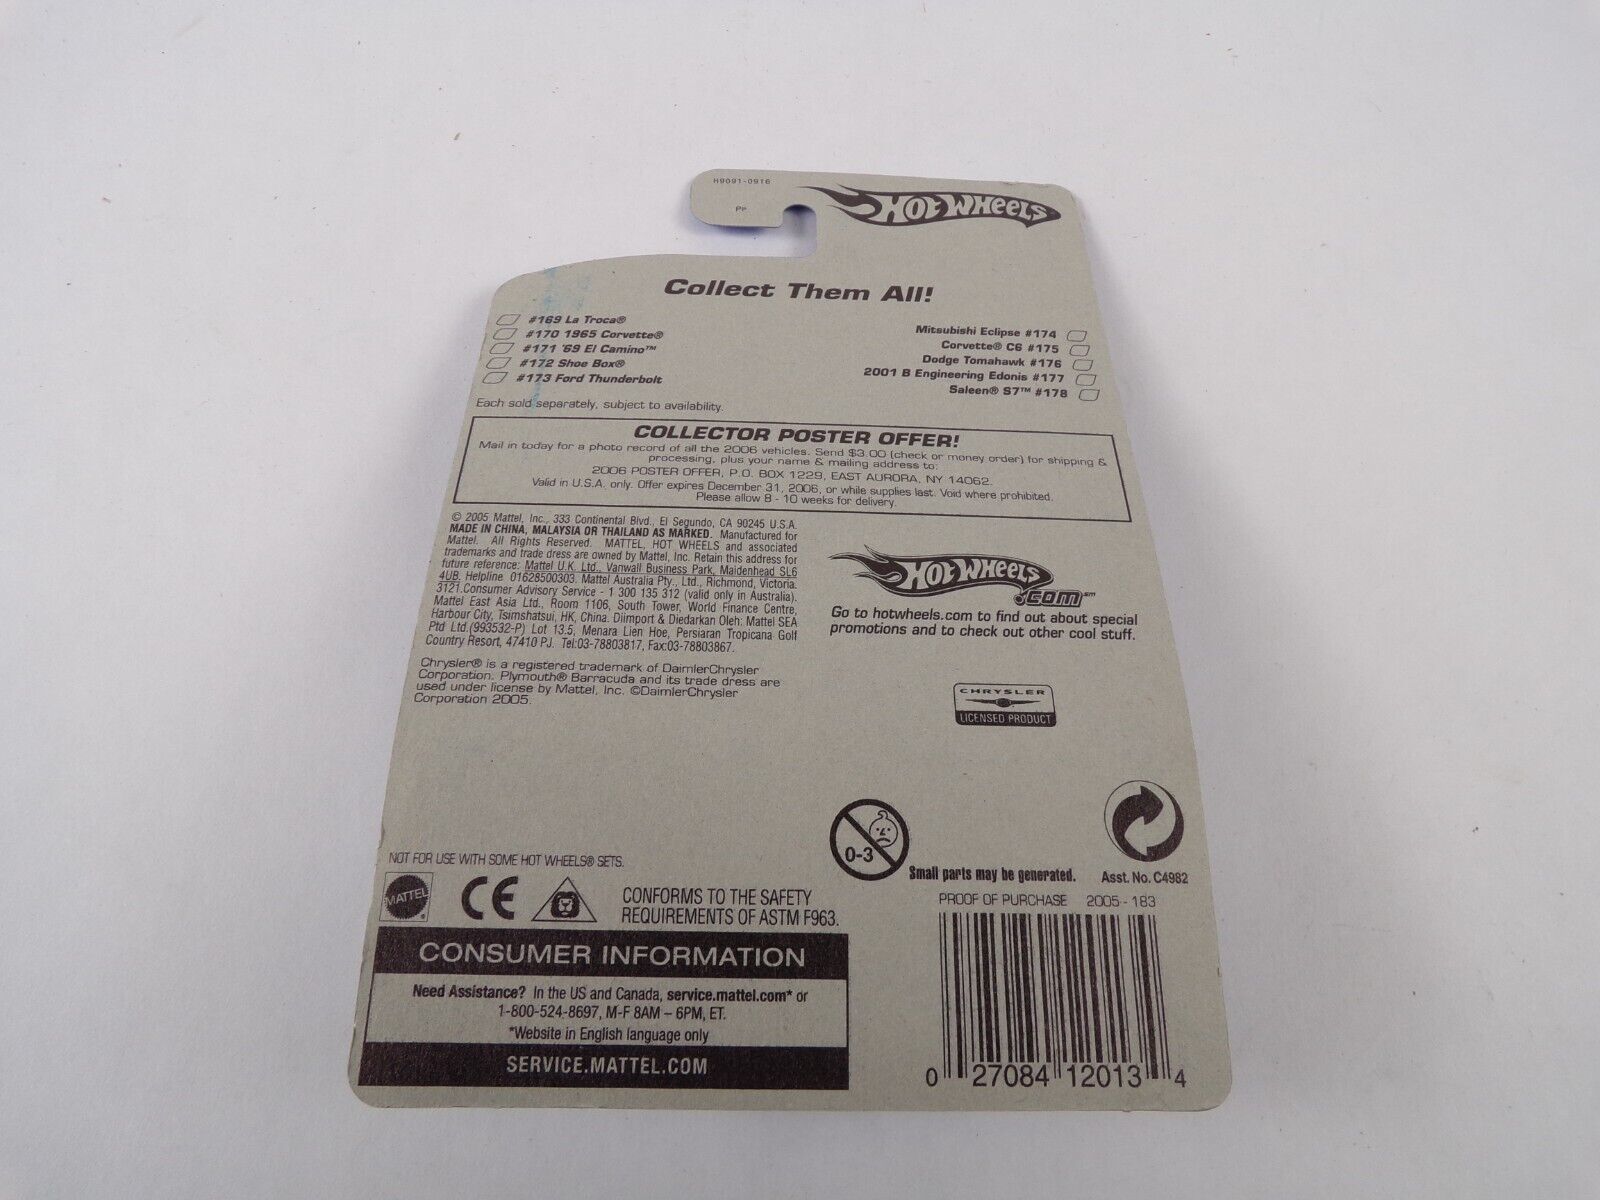 H9091-0916
PP
HOT WHEELS
Collect Them All!
#169 La Troca®
#170 1965 Corvette®
#171 '69 El Camino™
#172 Shoe Box®
#173 Ford Thunderbolt
Mitsubishi Eclipse #174
Corvette® C6 #175
Dodge Tomahawk #176
2001 B Engineering Edonis #177
Saleen® S7™ #178
Each sold separately, subject to availability.
COLLECTOR POSTER OFFER!
Mail in today for a photo record of all the 2006 vehicles. Send $3.00 (check or money order) for shipping &
processing, plus your name & mailing address to:
2006 POSTER OFFER, P.O. BOX 1229, EAST AURORA, NY 14062.
Valid in U.S.A. only. Offer expires December 31, 2006, or while supplies last. Void where prohibited.
Please allow 8 - 10 weeks for delivery.
© 2005 Mattel, Inc., 333 Continental Blvd., El Segundo, CA 90245 U.S.A.
MADE IN CHINA, MALAYSIA OR THAILAND AS MARKED. Manufactured for
Mattel. All Rights Reserved. MATTEL, HOT WHEELS and associated
trademarks and trade dress are owned by Mattel, Inc. Retain this address for
future reference: Mattel U.K. Ltd., Vanwall Business Park, Maidenhead SL6
4UB. Helpline 01628500303. Mattel Australia Pty., Ltd., Richmond, Victoria.
3121.Consumer Advisory Service - 1 300 135 312 (valid only in Australia).
Mattel East Asia Ltd., Room 1106, South Tower, World Finance Centre,
Harbour City, Tsimshatsui, HK, China. Diimport & Diedarkan Oleh: Mattel SEA
Ptd Ltd.(993532-P) Lot 13.5, Menara Lien Hoe, Persiaran Tropicana Golf
Country Resort, 47410 PJ. Tel:03-78803817, Fax:03-78803867.
Chrysler® is a registered trademark of DaimlerChrysler
Corporation. Plymouth® Barracuda and its trade dress are
used under license by Mattel, Inc. ©DaimlerChrysler
Corporation 2005.
HOT WHEELS
.com℠
Go to hotwheels.com to find out about special
promotions and to check out other cool stuff.
CHRYSLER
LICENSED PRODUCT
0-3
Small parts may be generated.
Asst. No. C4982
NOT FOR USE WITH SOME HOT WHEELS® SETS.
MATTEL®
CE
CONFORMS TO THE SAFETY
REQUIREMENTS OF ASTM F963.
PROOF OF PURCHASE 2005 - 183
CONSUMER INFORMATION
Need Assistance? In the US and Canada, service.mattel.com* or
1-800-524-8697, M-F 8AM – 6PM, ET.
*Website in English language only
SERVICE.MATTEL.COM
0 27084 12013 4